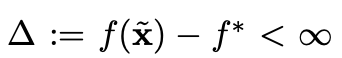 Δ := f(x̃) − f* < ∞